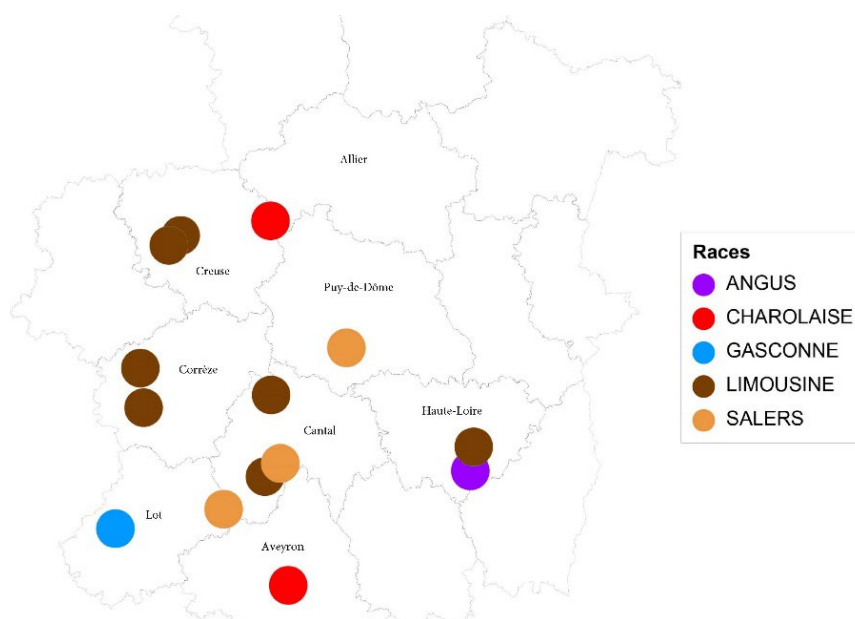 Allier
Creuse
Puy-de-Dôme
Corrèze
Cantal
Haute-Loire
Lot
Aveyron
Races
ANGUS
CHAROLAISE
GASCONNE
LIMOUSINE
SALERS